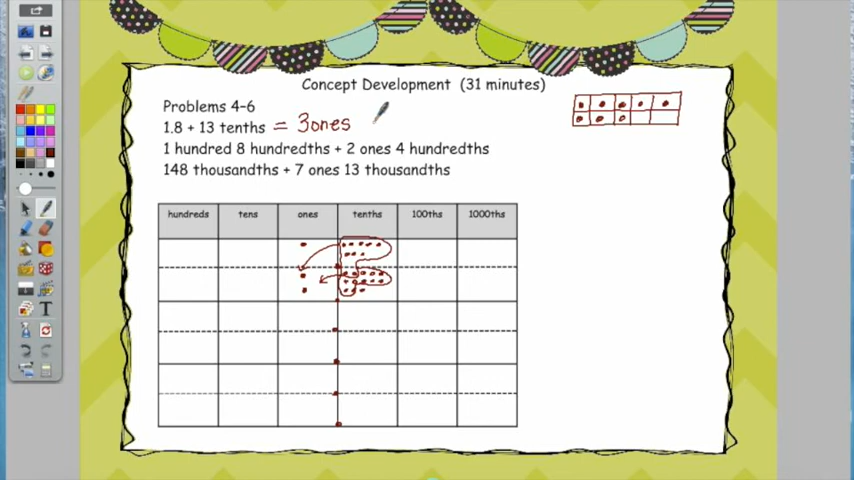 Concept Development (31 minutes)
Problems 4-6
1.8 + 13 tenths = 3ones
1 hundred 8 hundredths + 2 ones 4 hundredths
148 thousandths + 7 ones 13 thousandths
hundreds tens ones tenths 100ths 1000ths